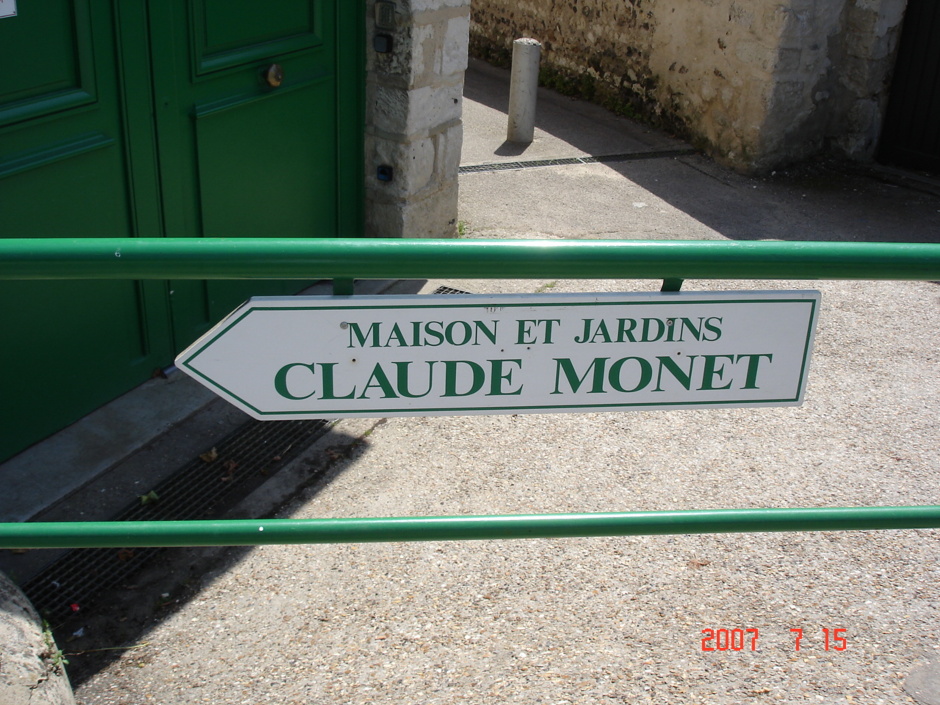 MAISON ET JARDINS
CLAUDE MONET
2007 7 15